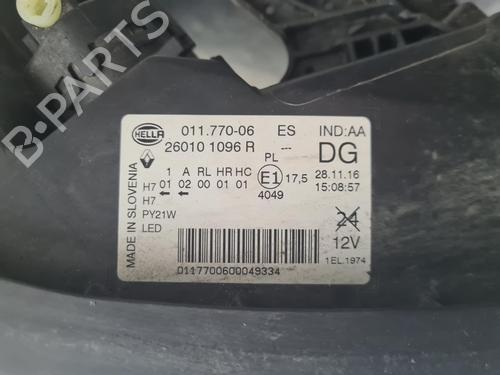 B-PARTS
HELLA 011.770-06 ES IND:AA
26010 1096 R --- DG
1 A RL HR HC PL
H7 01 02 00 01 01 E1 17,5 28.11.16
H7 4049 15:08:57
PY21W 24
LED 12V
1EL.1974
MADE IN SLOVENIA
0117700600049334